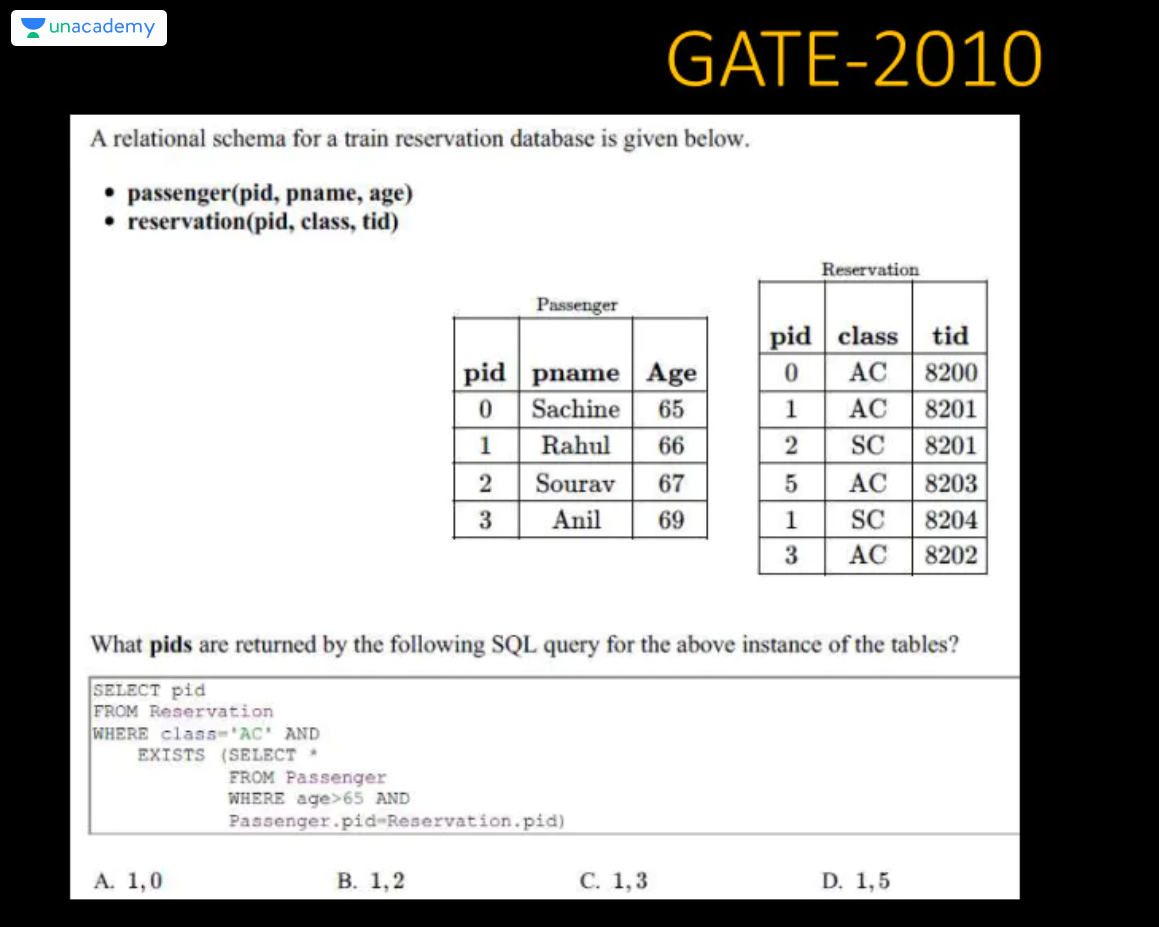 unacademy
GATE-2010
A relational schema for a train reservation database is given below.
• passenger(pid, pname, age)
• reservation(pid, class, tid)
Passenger
pid pname Age
0 Sachine 65
1 Rahul 66
2 Sourav 67
3 Anil 69
Reservation
pid class tid
0 AC 8200
1 AC 8201
2 SC 8201
5 AC 8203
1 SC 8204
3 AC 8202
What pids are returned by the following SQL query for the above instance of the tables?
SELECT pid
FROM Reservation
WHERE class='AC' AND
EXISTS (SELECT *
FROM Passenger
WHERE age>65 AND
Passenger.pid=Reservation.pid)
A. 1,0 B. 1,2 C. 1,3 D. 1,5